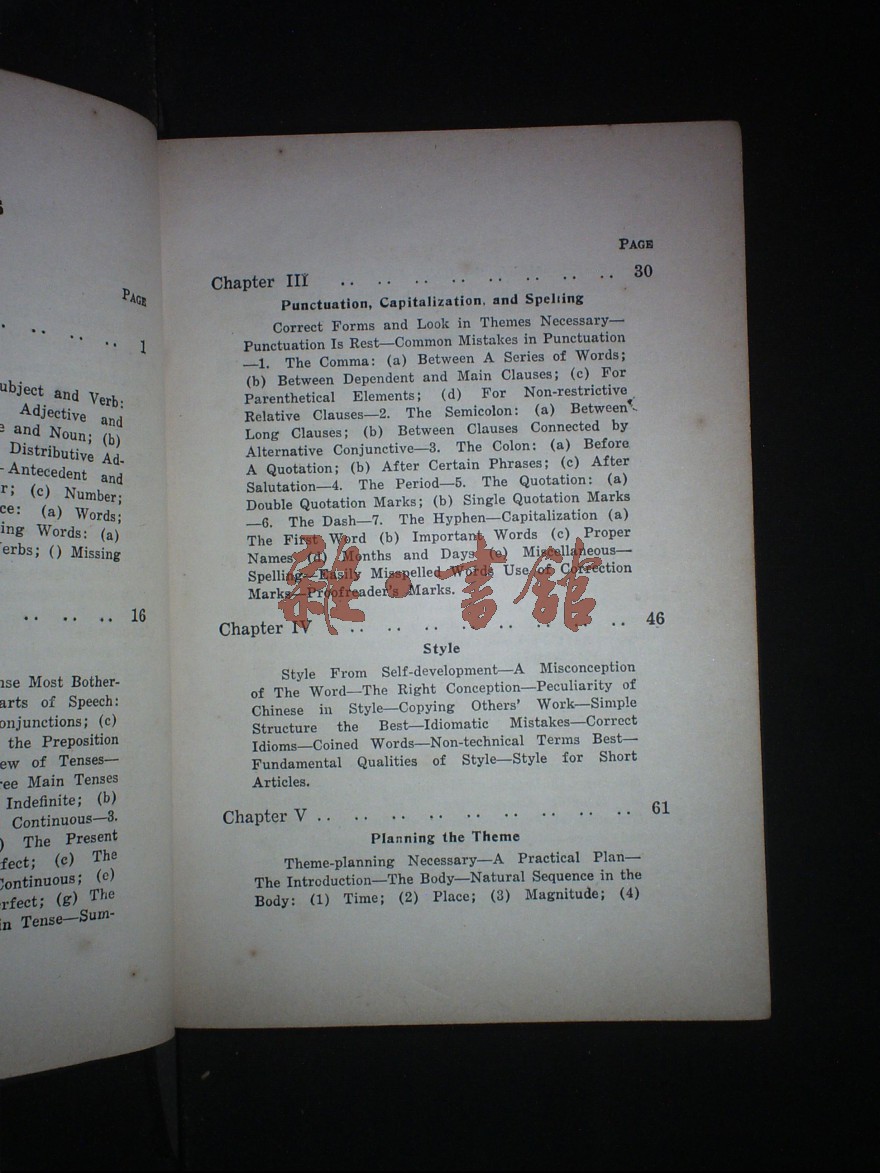 PAGE
1
ubject and Verb:
Adjective and
e and Noun; (b)
Distributive Ad-
—Antecedent and
r; (c) Number;
ce: (a) Words;
ing Words: (a)
erbs; () Missing
16
nse Most Bother-
arts of Speech:
onjunctions; (c)
the Preposition
ew of Tenses—
ree Main Tenses
Indefinite; (b)
Continuous—3.
) The Present
fect; (c) The
Continuous; (e)
rfect; (g) The
in Tense—Sum-
PAGE
Chapter III .. .. .. .. .. .. .. .. 30
Punctuation, Capitalization, and Spelling
Correct Forms and Look in Themes Necessary—
Punctuation Is Rest—Common Mistakes in Punctuation
—1. The Comma: (a) Between A Series of Words;
(b) Between Dependent and Main Clauses; (c) For
Parenthetical Elements; (d) For Non-restrictive
Relative Clauses—2. The Semicolon: (a) Between
Long Clauses; (b) Between Clauses Connected by
Alternative Conjunctive—3. The Colon: (a) Before
A Quotation; (b) After Certain Phrases; (c) After
Salutation—4. The Period—5. The Quotation: (a)
Double Quotation Marks; (b) Single Quotation Marks
—6. The Dash—7. The Hyphen—Capitalization (a)
The First Word (b) Important Words (c) Proper
Names (d) Months and Days (e) Miscellaneous—
Spelling—Easily Misspelled Words Use of Correction
Marks—Proofreader's Marks.
雜·書館
Chapter IV .. .. .. .. .. .. .. .. 46
Style
Style From Self-development—A Misconception
of The Word—The Right Conception—Peculiarity of
Chinese in Style—Copying Others' Work—Simple
Structure the Best—Idiomatic Mistakes—Correct
Idioms—Coined Words—Non-technical Terms Best—
Fundamental Qualities of Style—Style for Short
Articles.
Chapter V .. .. .. .. .. .. .. .. .. 61
Planning the Theme
Theme-planning Necessary—A Practical Plan—
The Introduction—The Body—Natural Sequence in the
Body: (1) Time; (2) Place; (3) Magnitude; (4)